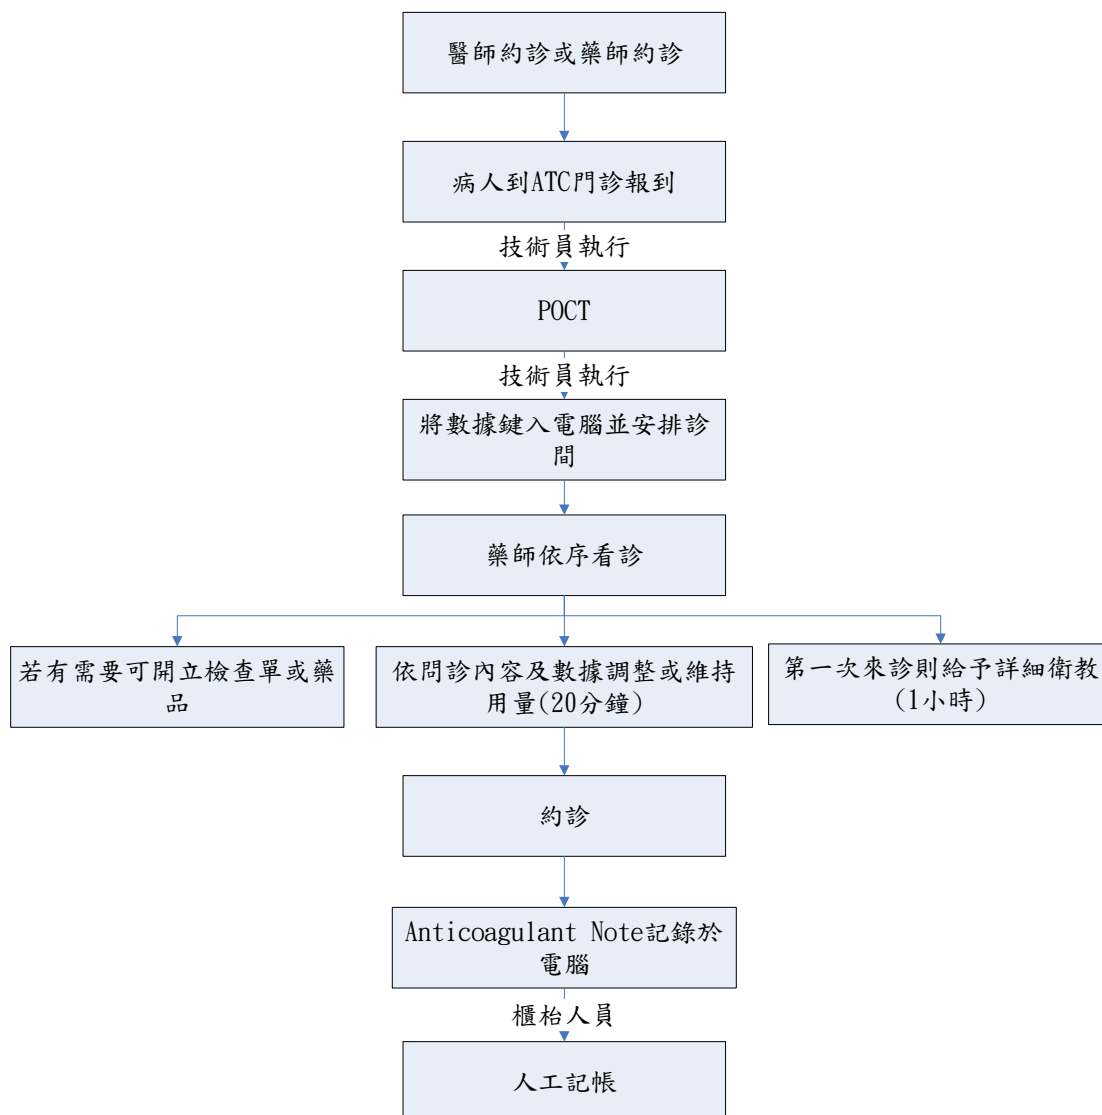 醫師約診或藥師約診
病人到ATC門診報到
技術員執行
POCT
技術員執行
將數據鍵入電腦並安排診
間
藥師依序看診
若有需要可開立檢查單或藥
品
依問診內容及數據調整或維持
用量(20分鐘)
第一次來診則給予詳細衛教
(1小時)
約診
Anticoagulant Note記錄於
電腦
櫃枱人員
人工記帳